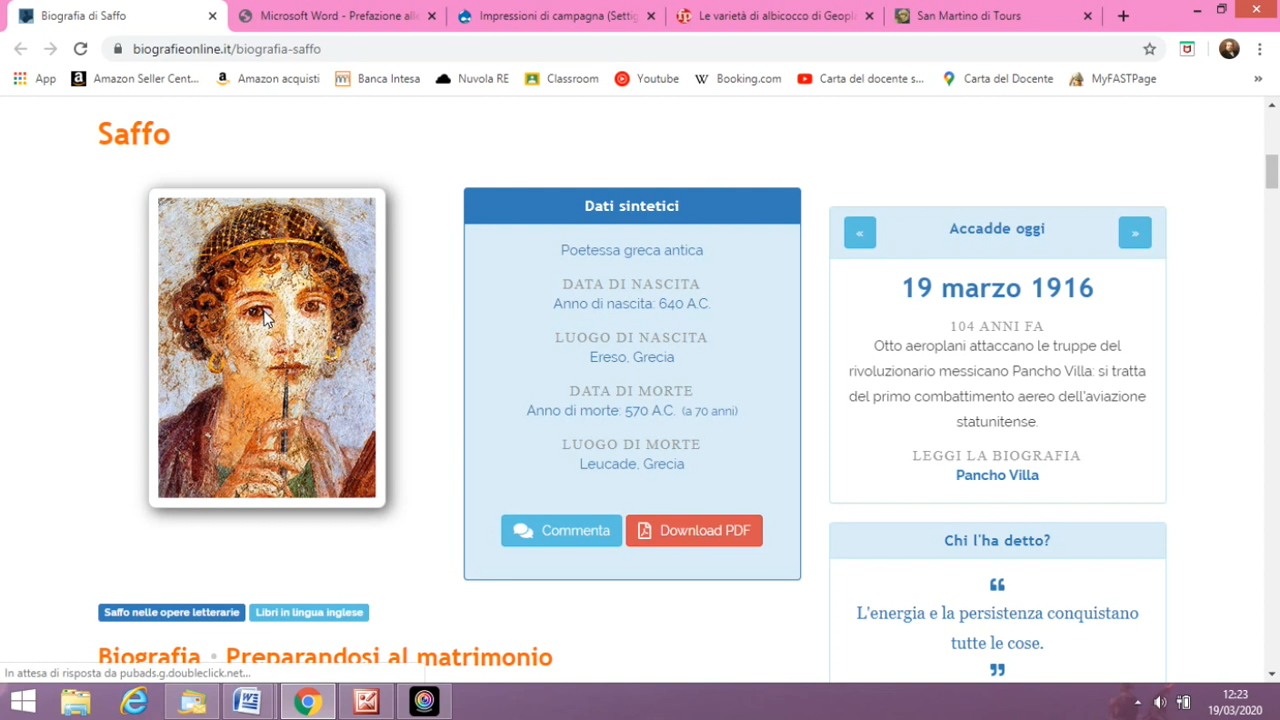 Biografia di Saffo
Microsoft Word - Prefazione alle
Impressioni di campagna (Settig
Le varietà di albicocco di Geopl
San Martino di Tours
biografieonline.it/biografia-saffo
App
Amazon Seller Cent...
Amazon acquisti
Banca Intesa
Nuvola RE
Classroom
Youtube
Booking.com
Carta del docente s...
Carta del Docente
MyFASTPage
»
Saffo
Dati sintetici
Poetessa greca antica
DATA DI NASCITA
Anno di nascita: 640 A.C.
LUOGO DI NASCITA
Ereso, Grecia
DATA DI MORTE
Anno di morte: 570 A.C. (a 70 anni)
LUOGO DI MORTE
Leucade, Grecia
Commenta
Download PDF
« Accadde oggi »
19 marzo 1916
104 ANNI FA
Otto aeroplani attaccano le truppe del
rivoluzionario messicano Pancho Villa: si tratta
del primo combattimento aereo dell'aviazione
statunitense.
LEGGI LA BIOGRAFIA
Pancho Villa
Chi l'ha detto?
“
L'energia e la persistenza conquistano
tutte le cose.
”
Saffo nelle opere letterarie
Libri in lingua inglese
Biografia • Preparandosi al matrimonio
In attesa di risposta da pubads.g.doubleclick.net...
12:23
19/03/2020